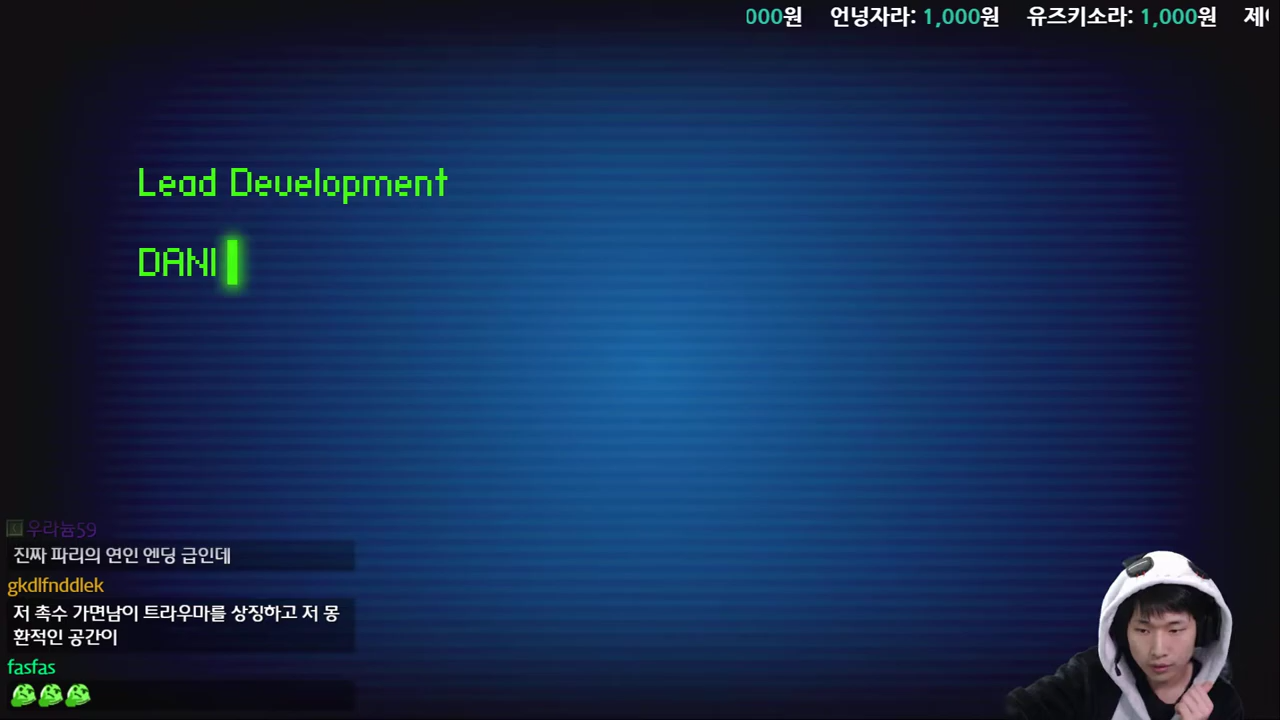 000원 언넝자라: 1,000원 유즈키소라: 1,000원
Lead Development
DANI
우라늄59
진짜 파리의 연인 엔딩 급인데
gkdlfnddlek
저 촉수 가면남이 트라우마를 상징하고 저 몽
환적인 공간이
fasfas